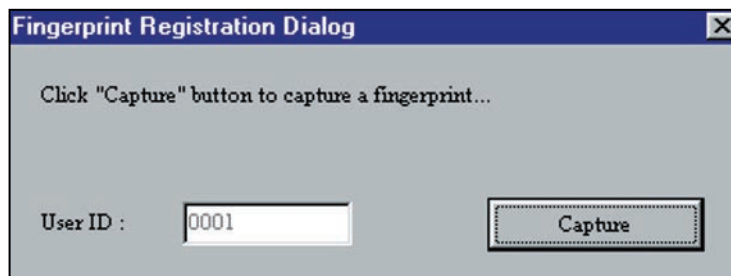 Fingerprint Registration Dialog
Click "Capture" button to capture a fingerprint...
User ID : 0001 Capture